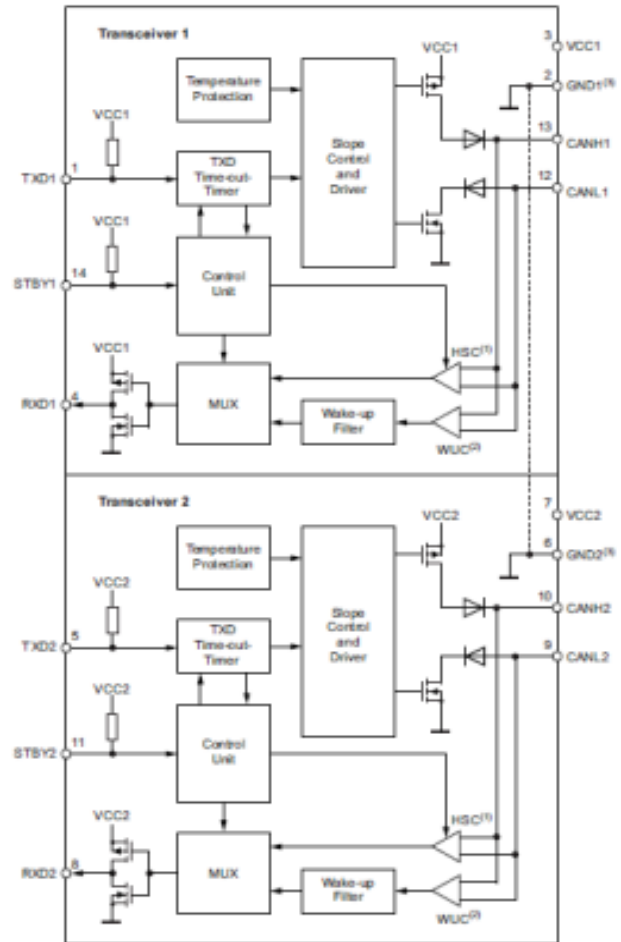 Transceiver 1
3 VCC1
VCC1
2 GND1(3)
Temperature
Protection
13 CANH1
VCC1
Slope
Control
and
Driver
TXD
Time-out-
Timer
12 CANL1
TXD1 1
VCC1
Control
Unit
STBY1 14
HSC(1)
VCC1
RXD1 4
MUX
Wake-up
Filter
WUC(2)
Transceiver 2
7 VCC2
VCC2
6 GND2(3)
Temperature
Protection
10 CANH2
VCC2
Slope
Control
and
Driver
TXD
Time-out-
Timer
9 CANL2
TXD2 5
VCC2
Control
Unit
STBY2 11
HSC(1)
VCC2
RXD2 8
MUX
Wake-up
Filter
WUC(2)